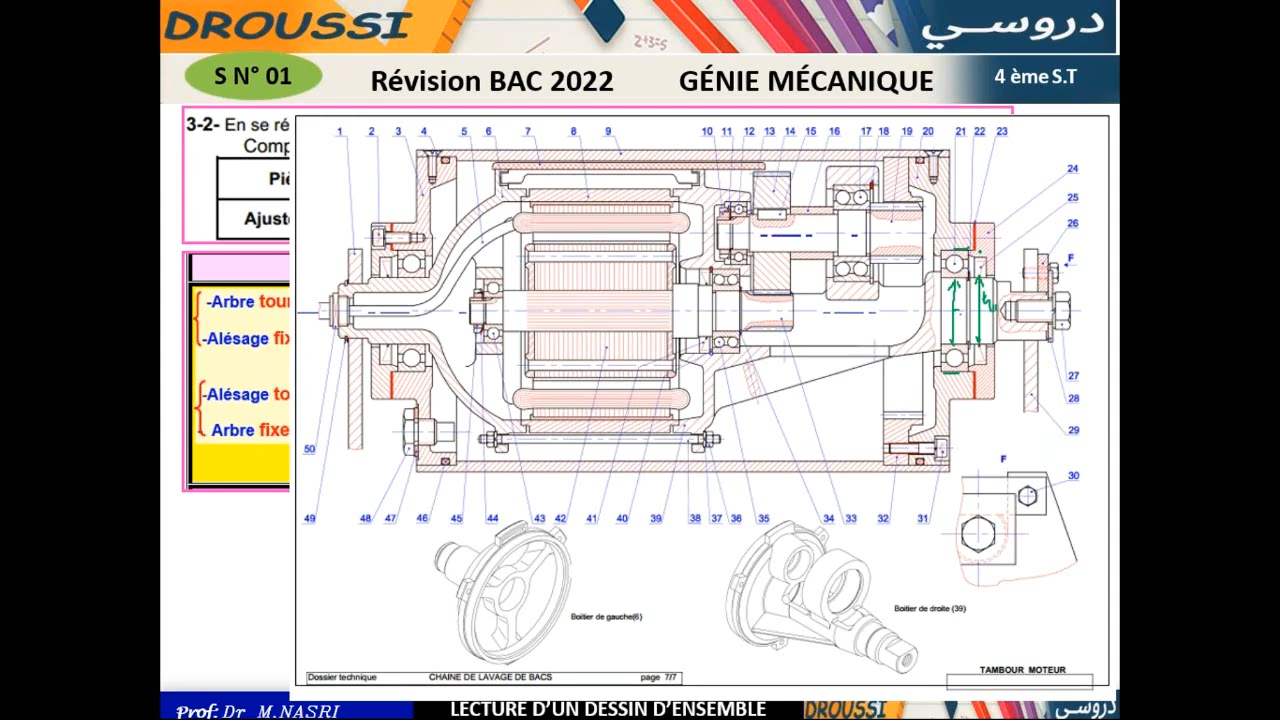 DROUSSI
2+3=5
دروسي
S N° 01
Révision BAC 2022 GÉNIE MÉCANIQUE
4 ème S.T
3-2- En se ré
Comp
Piè
Ajuste
-Arbre tour
-Alésage fix
-Alésage to
Arbre fixe
1 2 3 4 5 6 7 8 9 10 11 12 13 14 15 16 17 18 19 20 21 22 23
24
25
26
F
27
28
29
50
F
30
49 48 47 46 45 44 43 42 41 40 39 38 37 36 35 34 33 32 31
Boitier de gauche(6)
Boitier de droite (39)
TAMBOUR MOTEUR
Dossier technique CHAINE DE LAVAGE DE BACS page 7/7
Prof: Dr M.NASRI
LECTURE D'UN DESSIN D'ENSEMBLE
DROUSSI
دروسي